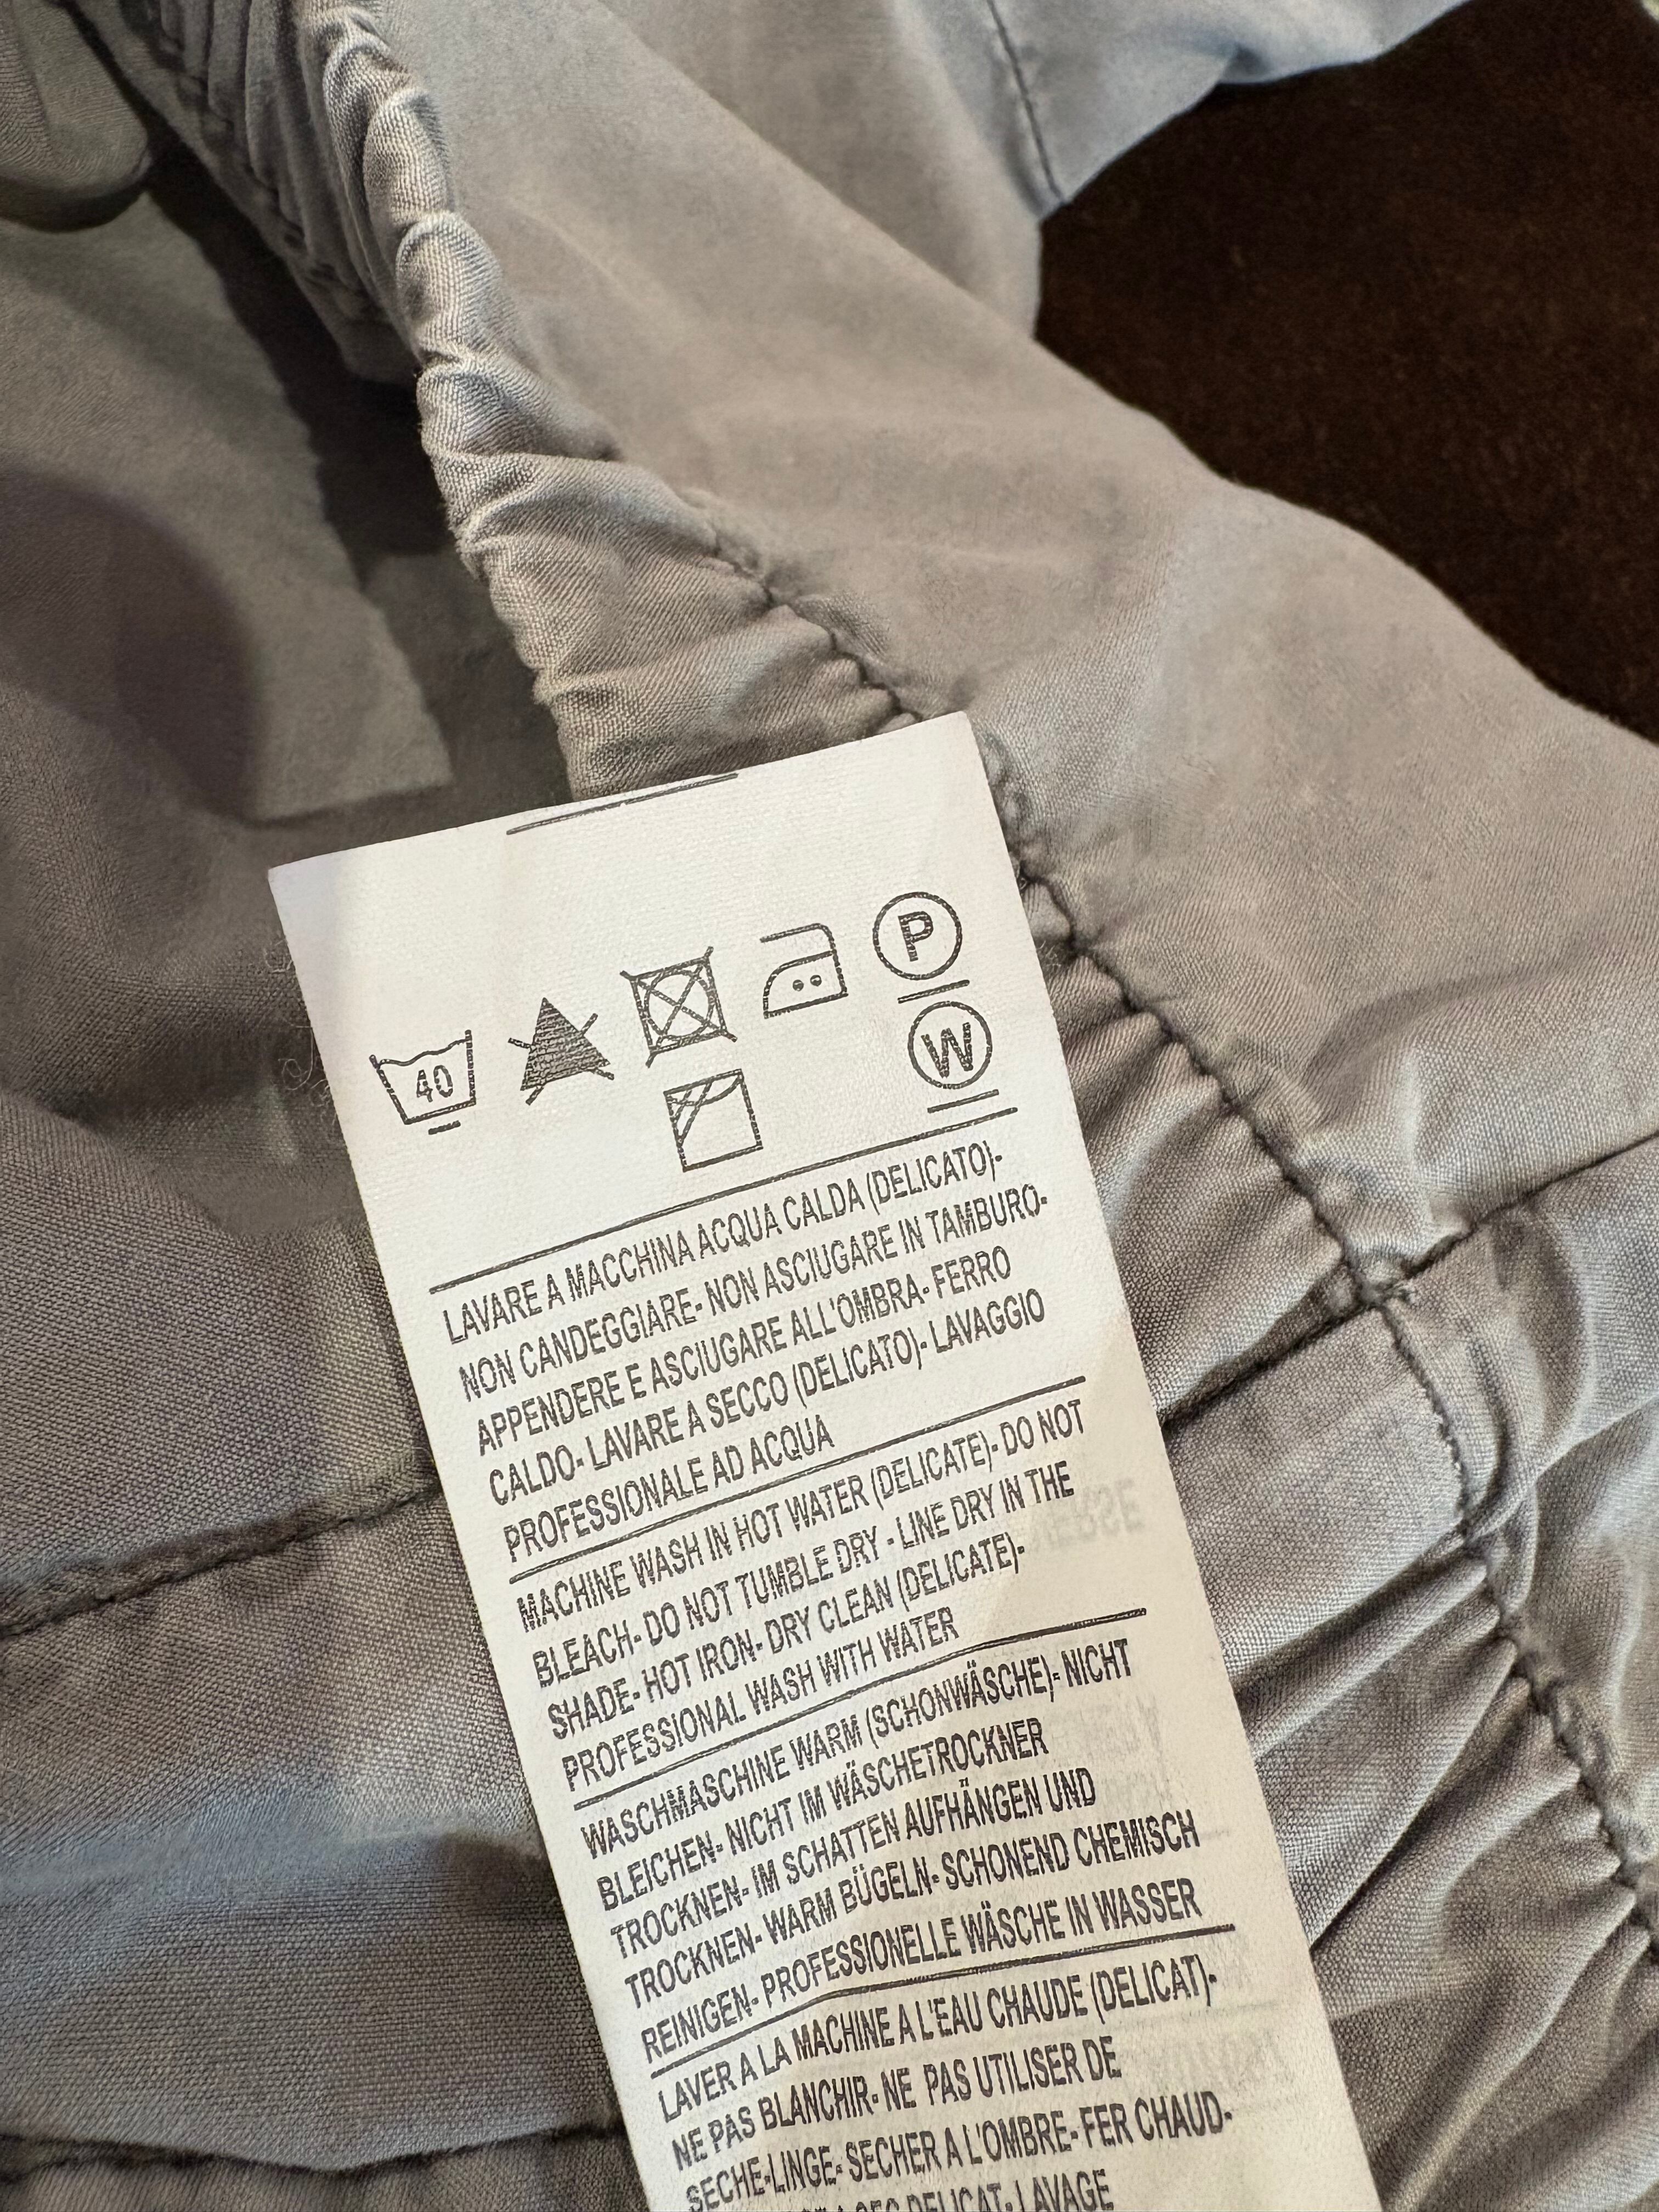 40
P
W
LAVARE A MACCHINA ACQUA CALDA (DELICATO)-
NON CANDEGGIARE- NON ASCIUGARE IN TAMBURO-
APPENDERE E ASCIUGARE ALL'OMBRA- FERRO
CALDO- LAVARE A SECCO (DELICATO)- LAVAGGIO
PROFESSIONALE AD ACQUA
MACHINE WASH IN HOT WATER (DELICATE)- DO NOT
BLEACH- DO NOT TUMBLE DRY - LINE DRY IN THE
SHADE- HOT IRON- DRY CLEAN (DELICATE)-
PROFESSIONAL WASH WITH WATER
WASCHMASCHINE WARM (SCHONWÄSCHE)- NICHT
BLEICHEN- NICHT IM WÄSCHETROCKNER
TROCKNEN- IM SCHATTEN AUFHÄNGEN UND
TROCKNEN- WARM BÜGELN- SCHONEND CHEMISCH
REINIGEN- PROFESSIONELLE WÄSCHE IN WASSER
LAVER A LA MACHINE A L'EAU CHAUDE (DELICAT)-
NE PAS BLANCHIR- NE PAS UTILISER DE
SECHE-LINGE- SECHER A L'OMBRE- FER CHAUD-
A SEC DELICAT- LAVAGE